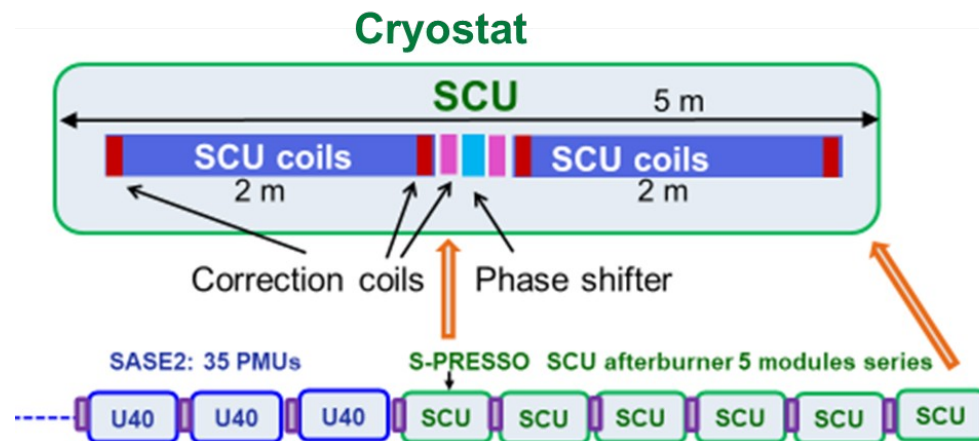 Cryostat
SCU
5 m
SCU coils
SCU coils
2 m
2 m
Correction coils
Phase shifter
SASE2: 35 PMUs
S-PRESSO
SCU afterburner 5 modules series
U40
U40
U40
SCU
SCU
SCU
SCU
SCU
SCU